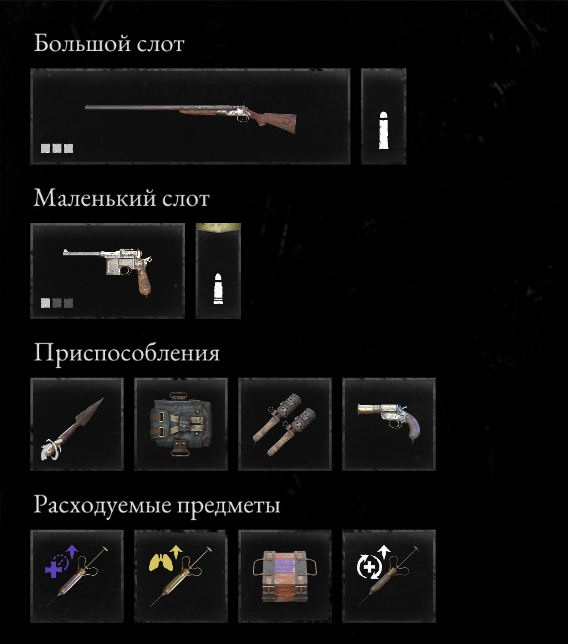 Большой слот
Маленький слот
Приспособления
Расходуемые предметы